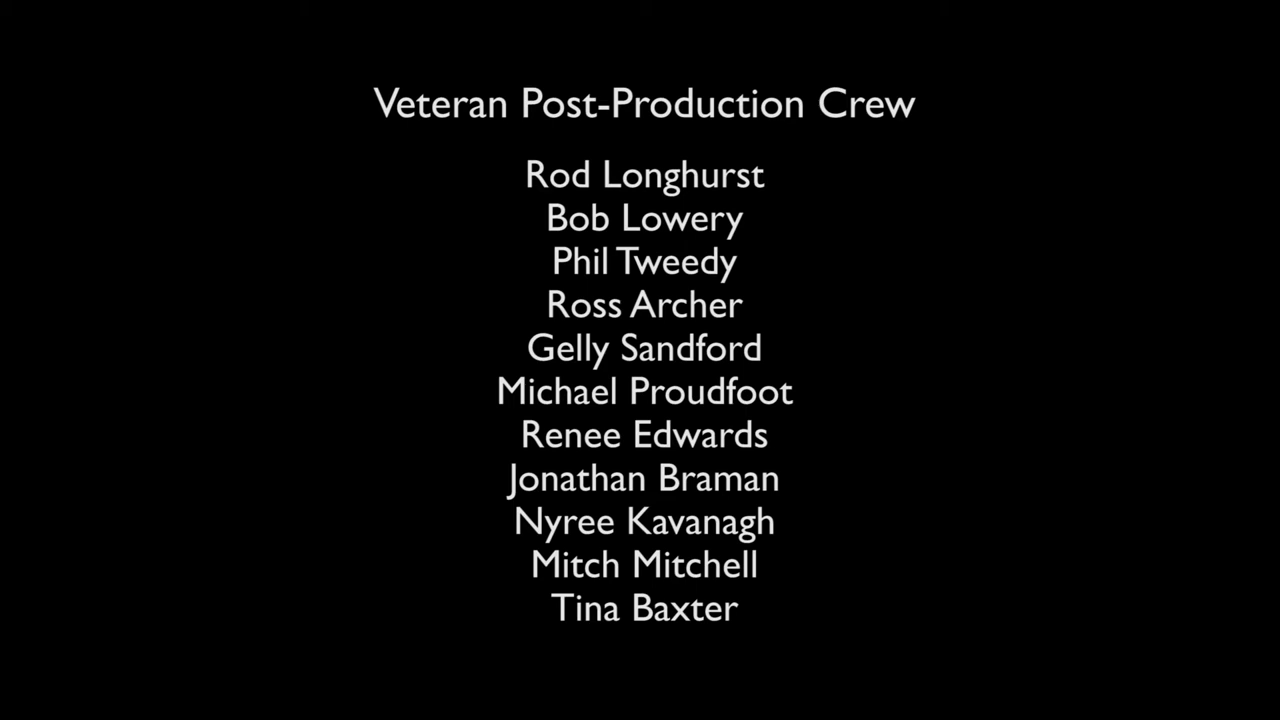 Veteran Post-Production Crew
Rod Longhurst
Bob Lowery
Phil Tweedy
Ross Archer
Gelly Sandford
Michael Proudfoot
Renee Edwards
Jonathan Braman
Nyree Kavanagh
Mitch Mitchell
Tina Baxter